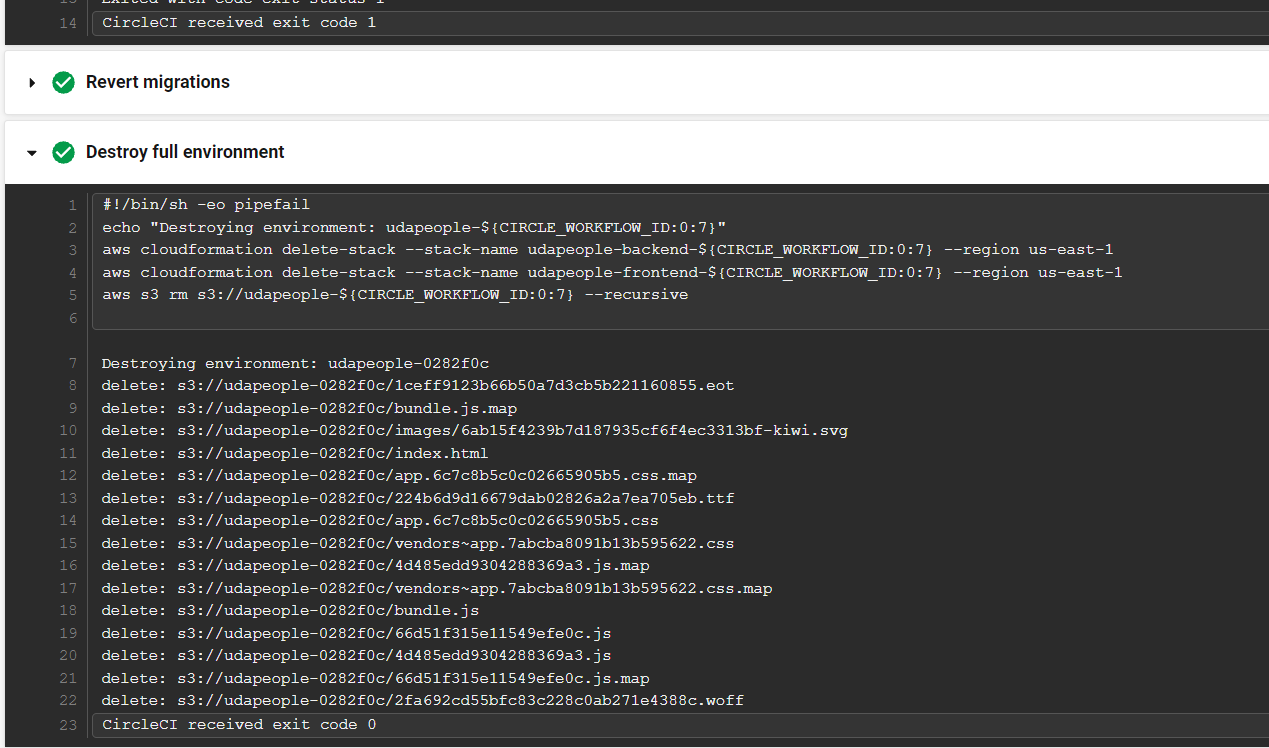 13 Exited with code exit status 1
14 CircleCI received exit code 1
Revert migrations
Destroy full environment
1 #!/bin/sh -eo pipefail
2 echo "Destroying environment: udapeople-${CIRCLE_WORKFLOW_ID:0:7}"
3 aws cloudformation delete-stack --stack-name udapeople-backend-${CIRCLE_WORKFLOW_ID:0:7} --region us-east-1
4 aws cloudformation delete-stack --stack-name udapeople-frontend-${CIRCLE_WORKFLOW_ID:0:7} --region us-east-1
5 aws s3 rm s3://udapeople-${CIRCLE_WORKFLOW_ID:0:7} --recursive
6
7 Destroying environment: udapeople-0282f0c
8 delete: s3://udapeople-0282f0c/1ceff9123b66b50a7d3cb5b221160855.eot
9 delete: s3://udapeople-0282f0c/bundle.js.map
10 delete: s3://udapeople-0282f0c/images/6ab15f4239b7d187935cf6f4ec3313bf-kiwi.svg
11 delete: s3://udapeople-0282f0c/index.html
12 delete: s3://udapeople-0282f0c/app.6c7c8b5c0c02665905b5.css.map
13 delete: s3://udapeople-0282f0c/224b6d9d16679dab02826a2a7ea705eb.ttf
14 delete: s3://udapeople-0282f0c/app.6c7c8b5c0c02665905b5.css
15 delete: s3://udapeople-0282f0c/vendors~app.7abcba8091b13b595622.css
16 delete: s3://udapeople-0282f0c/4d485edd9304288369a3.js.map
17 delete: s3://udapeople-0282f0c/vendors~app.7abcba8091b13b595622.css.map
18 delete: s3://udapeople-0282f0c/bundle.js
19 delete: s3://udapeople-0282f0c/66d51f315e11549efe0c.js
20 delete: s3://udapeople-0282f0c/4d485edd9304288369a3.js
21 delete: s3://udapeople-0282f0c/66d51f315e11549efe0c.js.map
22 delete: s3://udapeople-0282f0c/2fa692cd55bfc83c228c0ab271e4388c.woff
23 CircleCI received exit code 0